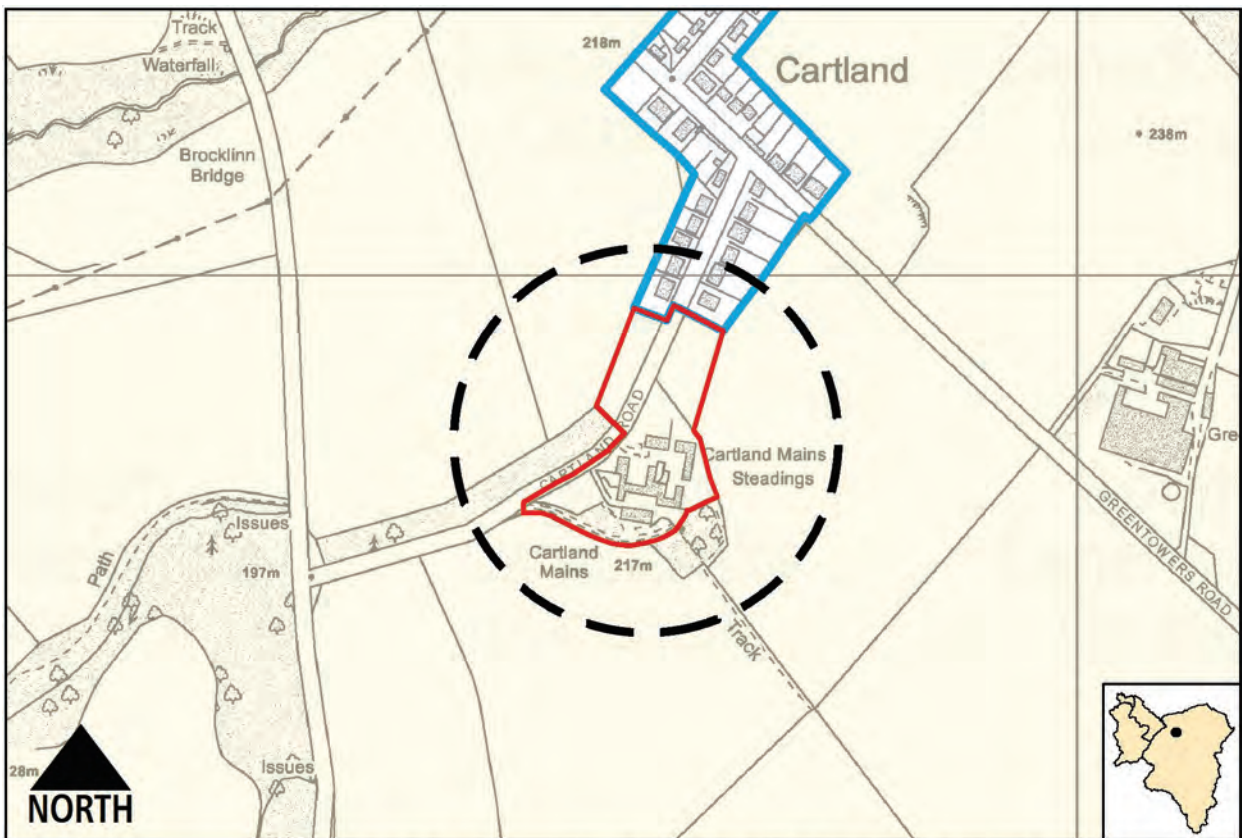 Track
Waterfall
218m
Cartland
238m
Brocklinn
Bridge
CARTLAND ROAD
Cartland Mains
Steadings
Gre
GREENTOWERS ROAD
Issues
Path
197m
Cartland
Mains
217m
Track
28m
Issues
NORTH